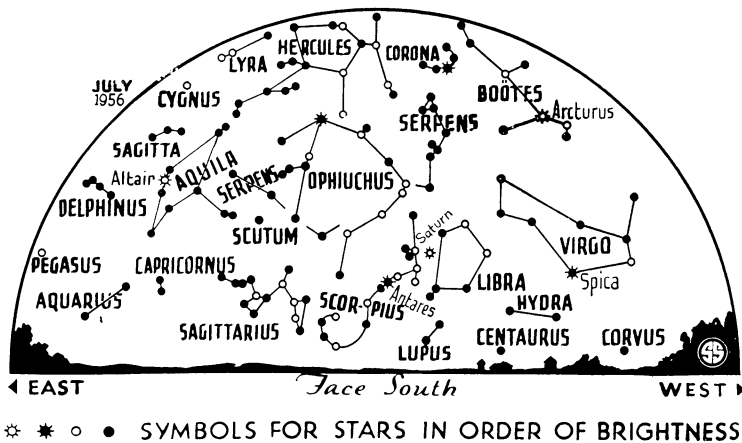 HERCULES
CORONA
LYRA
JULY
1956
CYGNUS
BOÖTES
Arcturus
SERPENS
SAGITTA
Altair
AQUILA
SERPENS
OPHIUCHUS
DELPHINUS
SCUTUM
Saturn
VIRGO
PEGASUS
CAPRICORNUS
Spica
AQUARIUS
LIBRA
SCOR-PIUS
Antares
HYDRA
SAGITTARIUS
LUPUS
CENTAURUS
CORVUS
EAST
Face South
WEST
SYMBOLS FOR STARS IN ORDER OF BRIGHTNESS